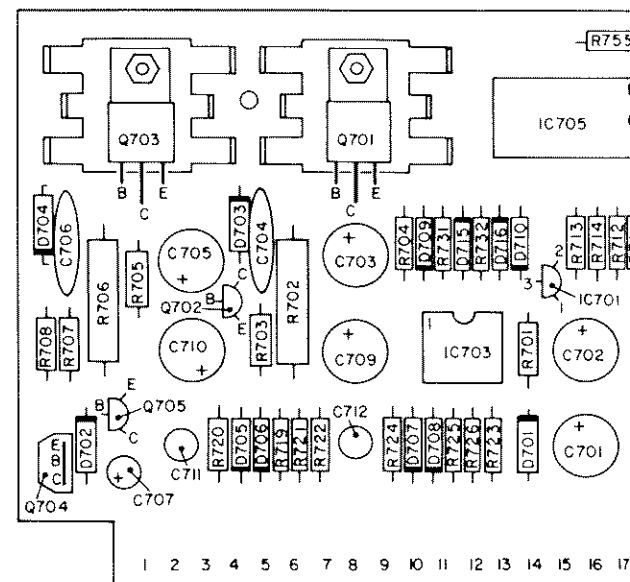 R755
Q703
Q701
IC705
B E
C
B E
C
D704
C706
R706
R705
C705
D703
C704
R702
C703
R704
D709
R731
D715
R732
D716
D710
R713
R714
R712
2
3
1
IC701
C
B
E
Q702
R708
R707
C710
R703
C709
1
IC703
R701
C702
E
B
C
Q705
D702
E
B
C
Q704
C707
C711
R720
D705
D706
R719
R721
R722
C712
R724
D707
D708
R725
R726
R723
D701
C701
1 2 3 4 5 6 7 8 9 10 11 12 13 14 15 16 17